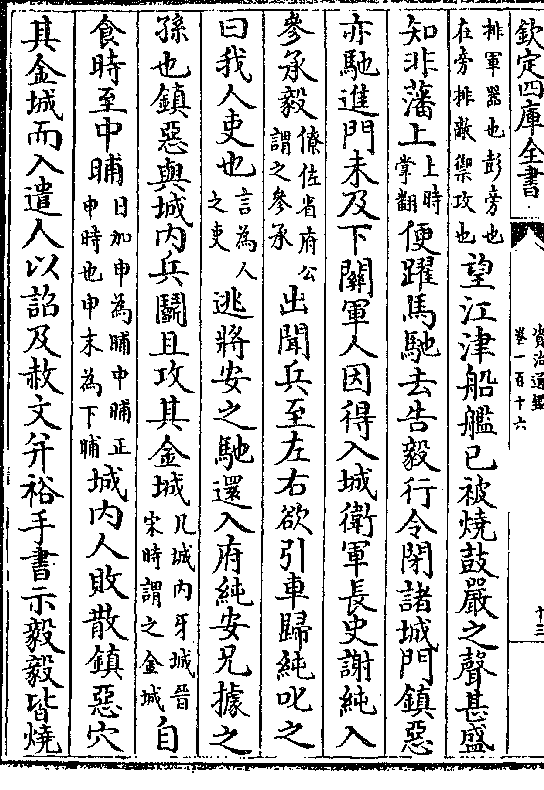 欽定四庫全書
資治通鑑
卷一百十六
十三
排軍器也彭旁也
在旁排敵禦攻也
望江津船艦已被燒鼓嚴之聲甚盛
知非藩上
上時
掌翻
便躍馬馳去告毅行令閉諸城門鎮惡
亦馳進門未及下關軍人因得入城衛軍長史謝純入
參承毅
僚佐省府公
謂之參承
出聞兵至左右欲引車歸純叱之
曰我人吏也
言為人
之吏
逃將安之馳還入府純安兄據之
孫也鎮惡與城内兵鬭且攻其金城
凡城内牙城晉
宋時謂之金城
自
食時至中晡
日加申為晡中晡正
申時也申末為下晡
城内人敗散鎮惡穴
其金城而入遣人以詔及赦文并裕手書示毅毅皆燒